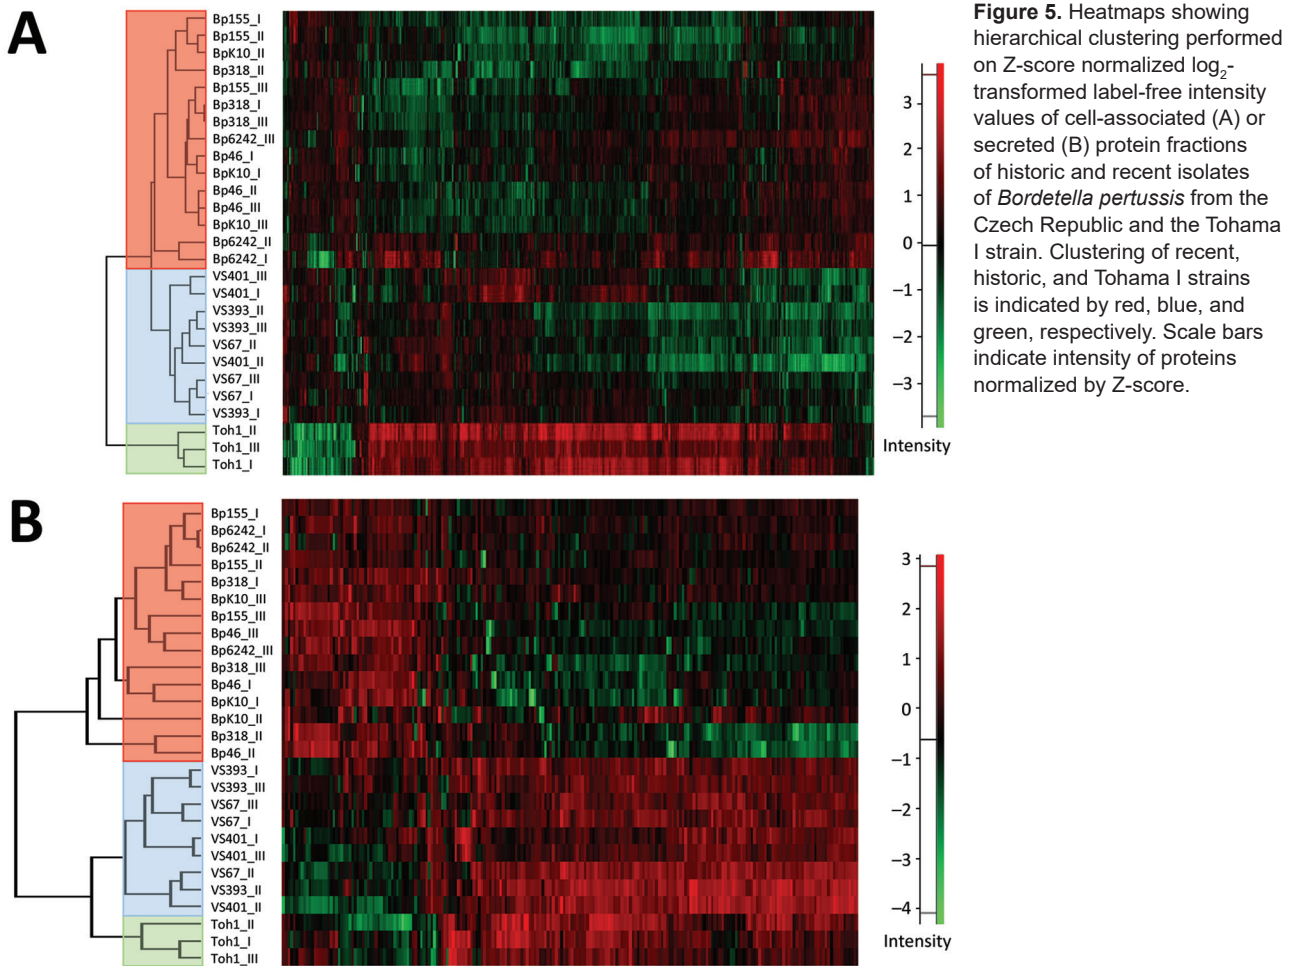 A
Bp155_I
Bp155_II
BpK10_II
Bp318_II
Bp155_III
Bp318_I
Bp318_III
Bp6242_III
Bp46_I
BpK10_I
Bp46_II
Bp46_III
BpK10_III
Bp6242_II
Bp6242_I
VS401_III
VS401_I
VS393_II
VS393_III
VS67_II
VS401_II
VS67_III
VS67_I
VS393_I
Toh1_II
Toh1_III
Toh1_I
3
2
1
0
−1
−2
−3
Intensity
Figure 5. Heatmaps showing
hierarchical clustering performed
on Z-score normalized log2-
transformed label-free intensity
values of cell-associated (A) or
secreted (B) protein fractions
of historic and recent isolates
of Bordetella pertussis from the
Czech Republic and the Tohama
I strain. Clustering of recent,
historic, and Tohama I strains
is indicated by red, blue, and
green, respectively. Scale bars
indicate intensity of proteins
normalized by Z-score.
B
Bp155_I
Bp6242_I
Bp6242_II
Bp155_II
Bp318_I
BpK10_III
Bp155_III
Bp46_III
Bp6242_III
Bp318_III
Bp46_I
BpK10_I
BpK10_II
Bp318_II
Bp46_II
VS393_I
VS393_III
VS67_III
VS67_I
VS401_I
VS401_III
VS67_II
VS393_II
VS401_II
Toh1_II
Toh1_I
Toh1_III
3
2
1
0
−1
−2
−3
−4
Intensity